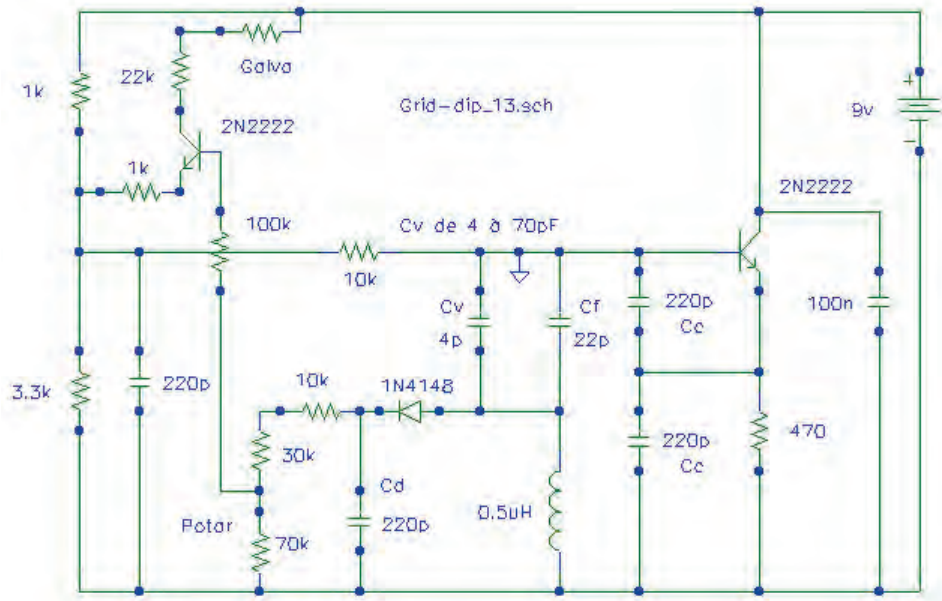 Galva
22k
1k
Grid-dip_13.sch
+
9v
-
2N2222
1k
2N2222
100k
Cv de 4 à 70pF
10k
Cv
4p
Cf
22p
220p
Cc
100n
3.3k
220p
10k
1N4148
30k
220p
Cc
470
Cd
220p
0.5uH
Potar
70k